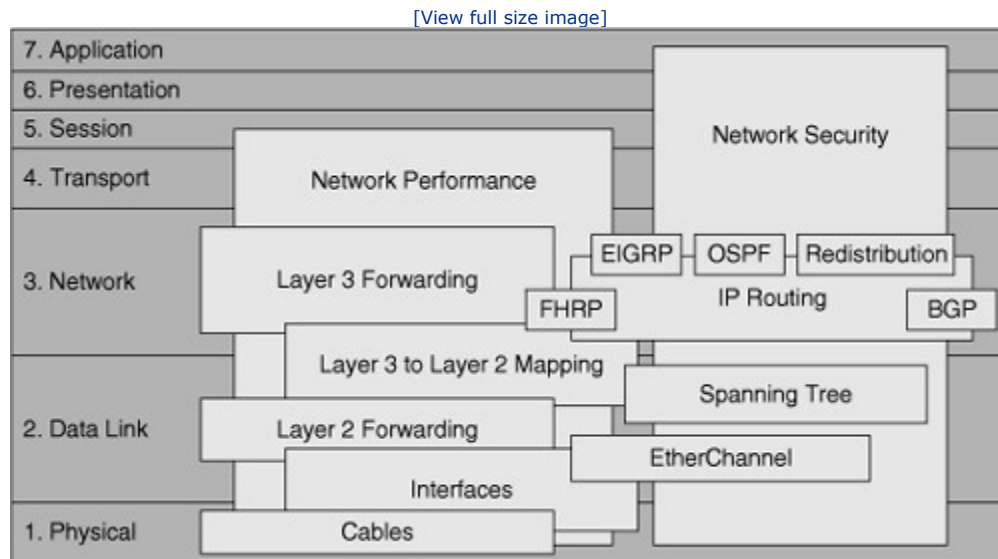 [View full size image]
7. Application
6. Presentation
5. Session
Network Security
4. Transport
Network Performance
EIGRP
OSPF
Redistribution
3. Network
Layer 3 Forwarding
IP Routing
FHRP
BGP
Layer 3 to Layer 2 Mapping
Spanning Tree
2. Data Link
Layer 2 Forwarding
EtherChannel
Interfaces
1. Physical
Cables